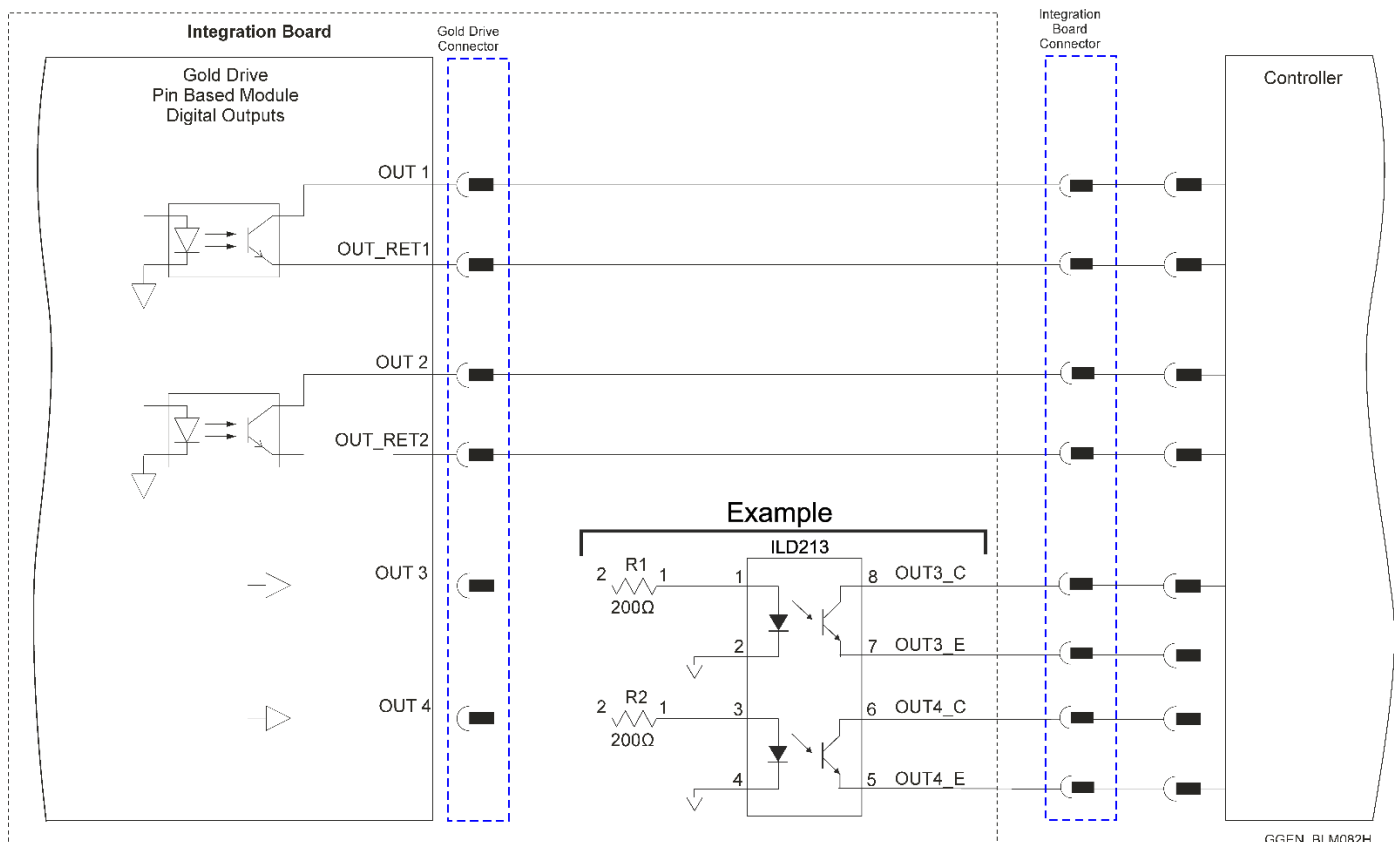 Integration Board
Gold Drive
Connector
Integration
Board
Connector
Gold Drive
Pin Based Module
Digital Outputs
Controller
OUT 1
OUT_RET1
OUT 2
OUT_RET2
Example
ILD213
OUT 3
2 R1 1
200Ω
1
8 OUT3_C
2
7 OUT3_E
OUT 4
2 R2 1
200Ω
3
6 OUT4_C
4
5 OUT4_E
GGEN_BLM082H